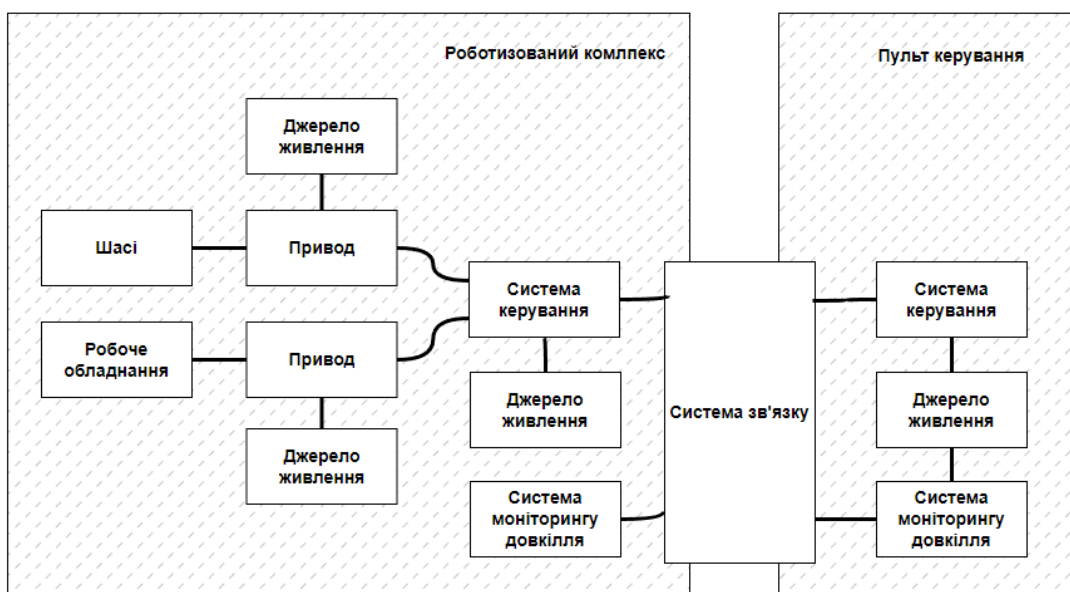 Роботизований комлпекс
Пульт керування
Джерело
живлення
Шасі
Привод
Система
керування
Система
керування
Робоче
обладнання
Привод
Джерело
живлення
Джерело
живлення
Система зв'язку
Джерело
живлення
Система
моніторингу
довкілля
Система
моніторингу
довкілля